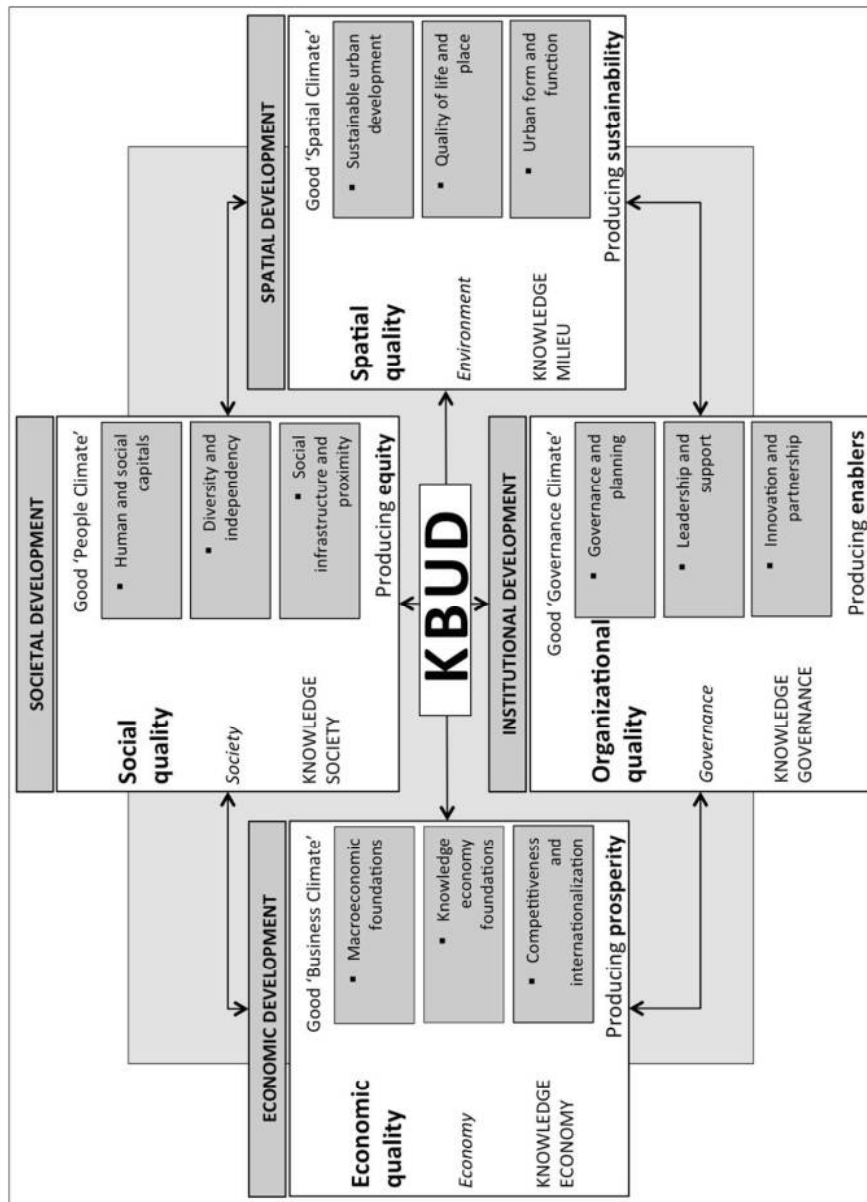 SOCIETAL DEVELOPMENT
Good 'People Climate'
Social
quality
Society
KNOWLEDGE
SOCIETY
▪ Human and social
capitals
▪ Diversity and
independency
▪ Social
infrastructure and
proximity
Producing equity
ECONOMIC DEVELOPMENT
Good 'Business Climate'
Economic
quality
Economy
KNOWLEDGE
ECONOMY
▪ Macroeconomic
foundations
▪ Knowledge
economy
foundations
▪ Competitiveness
and
internationalization
Producing prosperity
KBUD
SPATIAL DEVELOPMENT
Good 'Spatial Climate'
Spatial
quality
Environment
KNOWLEDGE
MILIEU
▪ Sustainable urban
development
▪ Quality of life and
place
▪ Urban form and
function
Producing sustainability
INSTITUTIONAL DEVELOPMENT
Good 'Governance Climate'
Organizational
quality
Governance
KNOWLEDGE
GOVERNANCE
▪ Governance and
planning
▪ Leadership and
support
▪ Innovation and
partnership
Producing enablers